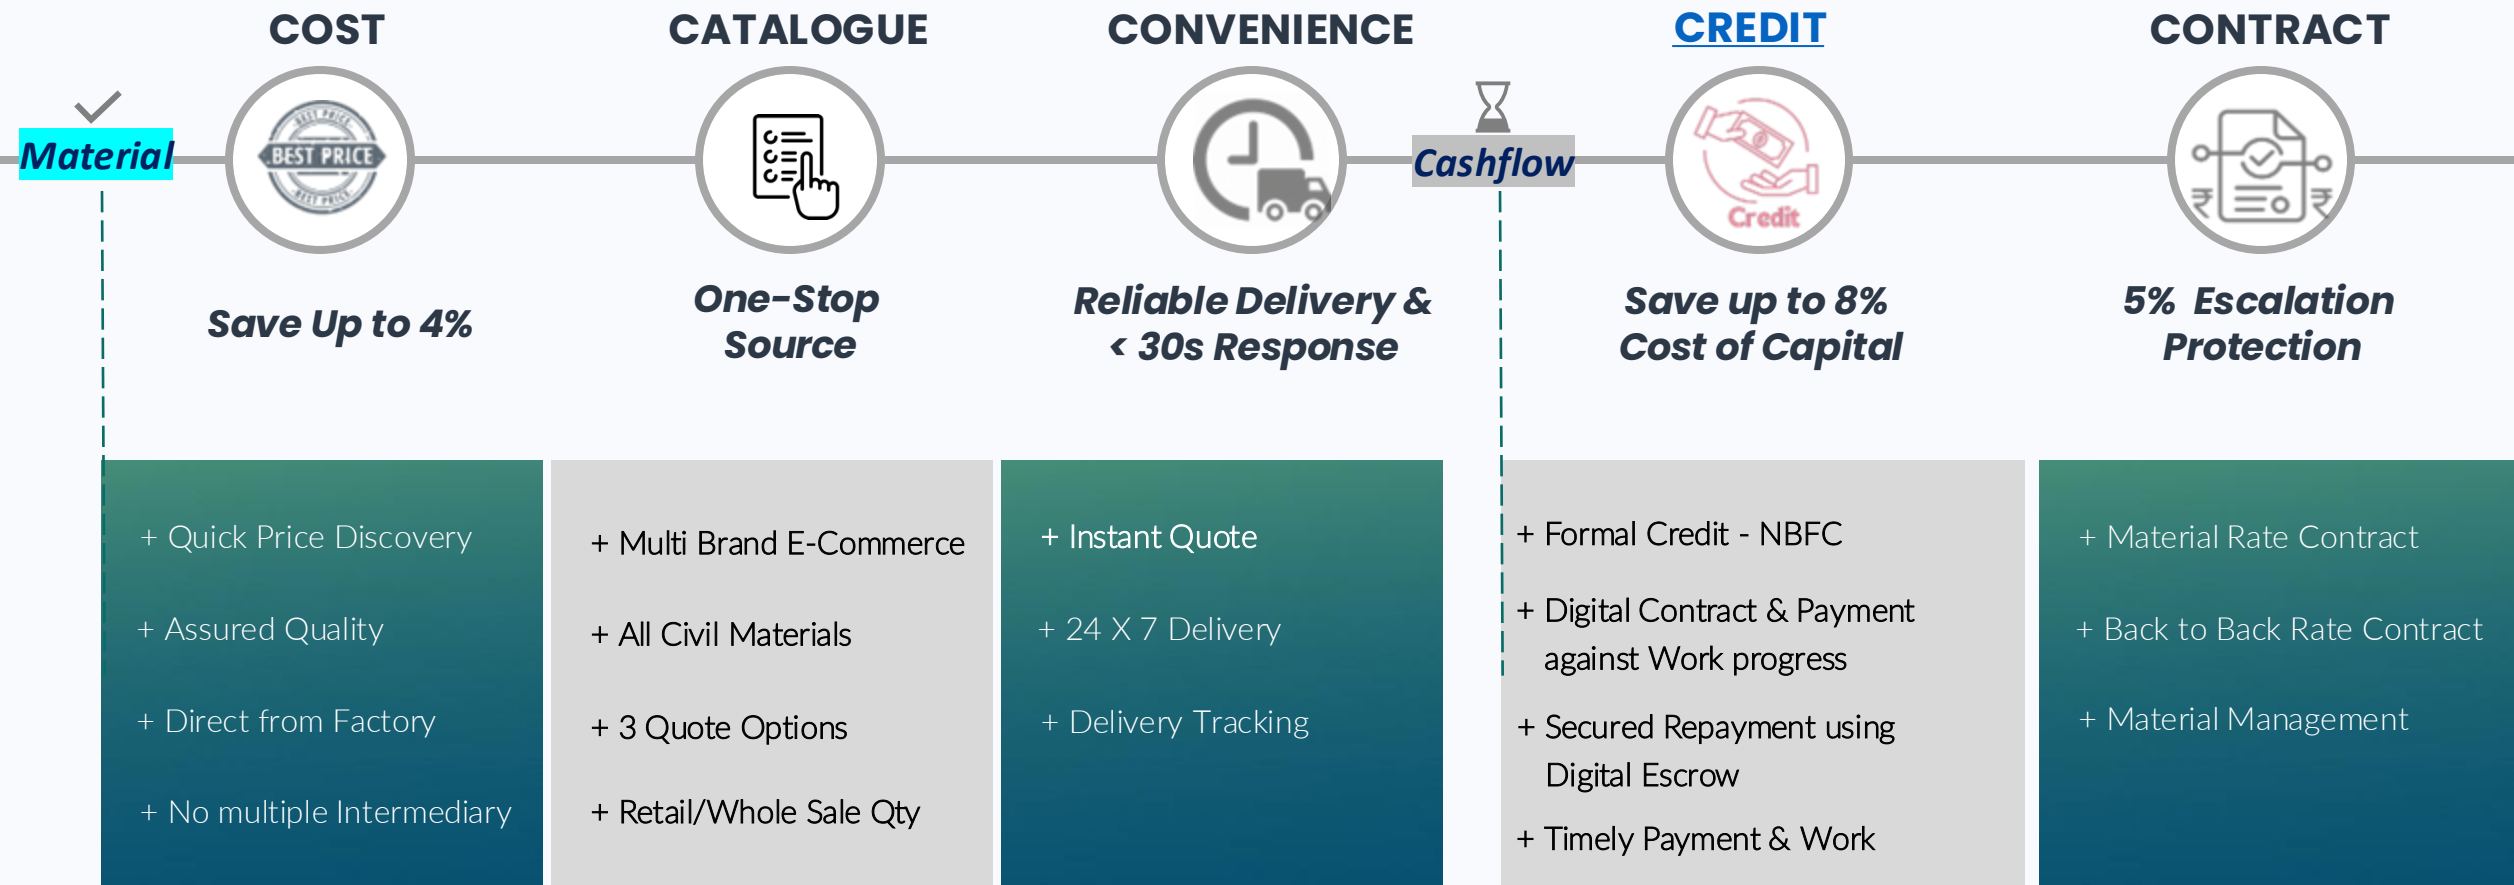 COST
CATALOGUE
CONVENIENCE
CREDIT
CONTRACT
Material
BEST PRICE
BEST PRICE
BEST PRICE
Cashflow
Credit
₹ ₹
Save Up to 4%
One-Stop
Source
Reliable Delivery &
< 30s Response
Save up to 8%
Cost of Capital
5% Escalation
Protection
+ Quick Price Discovery
+ Assured Quality
+ Direct from Factory
+ No multiple Intermediary
+ Multi Brand E-Commerce
+ All Civil Materials
+ 3 Quote Options
+ Retail/Whole Sale Qty
+ Instant Quote
+ 24 X 7 Delivery
+ Delivery Tracking
+ Formal Credit - NBFC
+ Digital Contract & Payment
against Work progress
+ Secured Repayment using
Digital Escrow
+ Timely Payment & Work
+ Material Rate Contract
+ Back to Back Rate Contract
+ Material Management